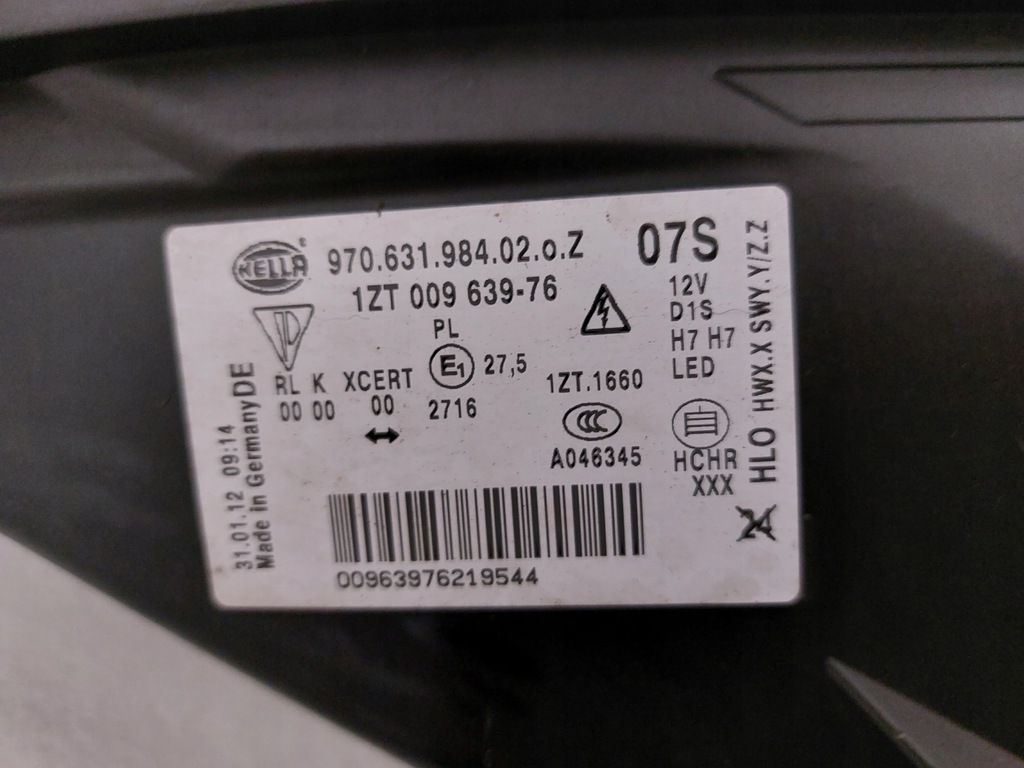 HELLA ®
970.631.984.02.o.Z
07S
1ZT 009 639-76
12V
D1S
H7 H7
LED
PL
E1 27,5
2716
RL K XCERT
00 00 00
1ZT.1660
CCC
A046345
HCHR
XXX
HLO HWX.X SWY.Y/Z.Z
24
31.01.12 09:14
Made in Germany DE
00963976219544